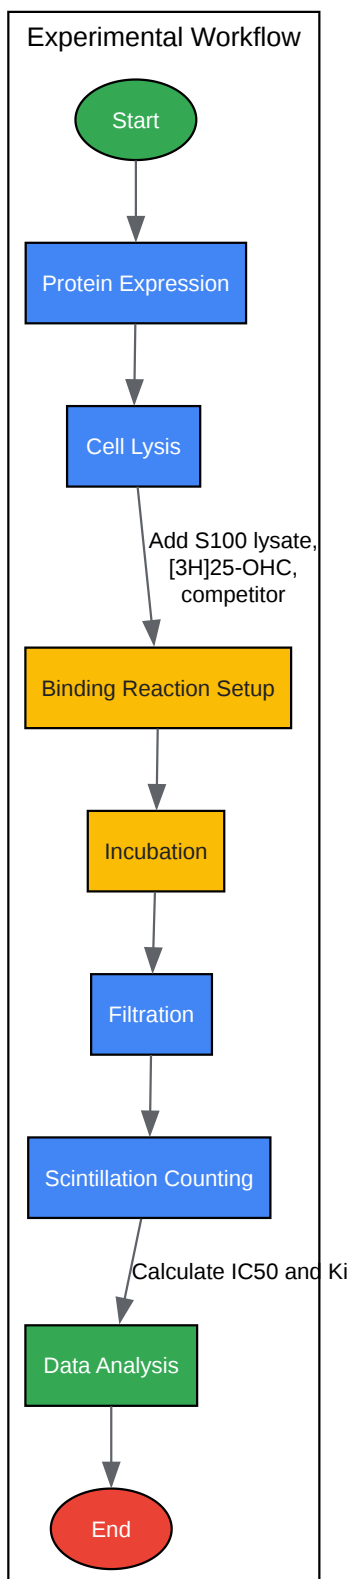 Experimental Workflow
Start
Protein Expression
Cell Lysis
Add S100 lysate,
[3H]25-OHC,
competitor
Binding Reaction Setup
Incubation
Filtration
Scintillation Counting
Calculate IC50 and Ki
Data Analysis
End